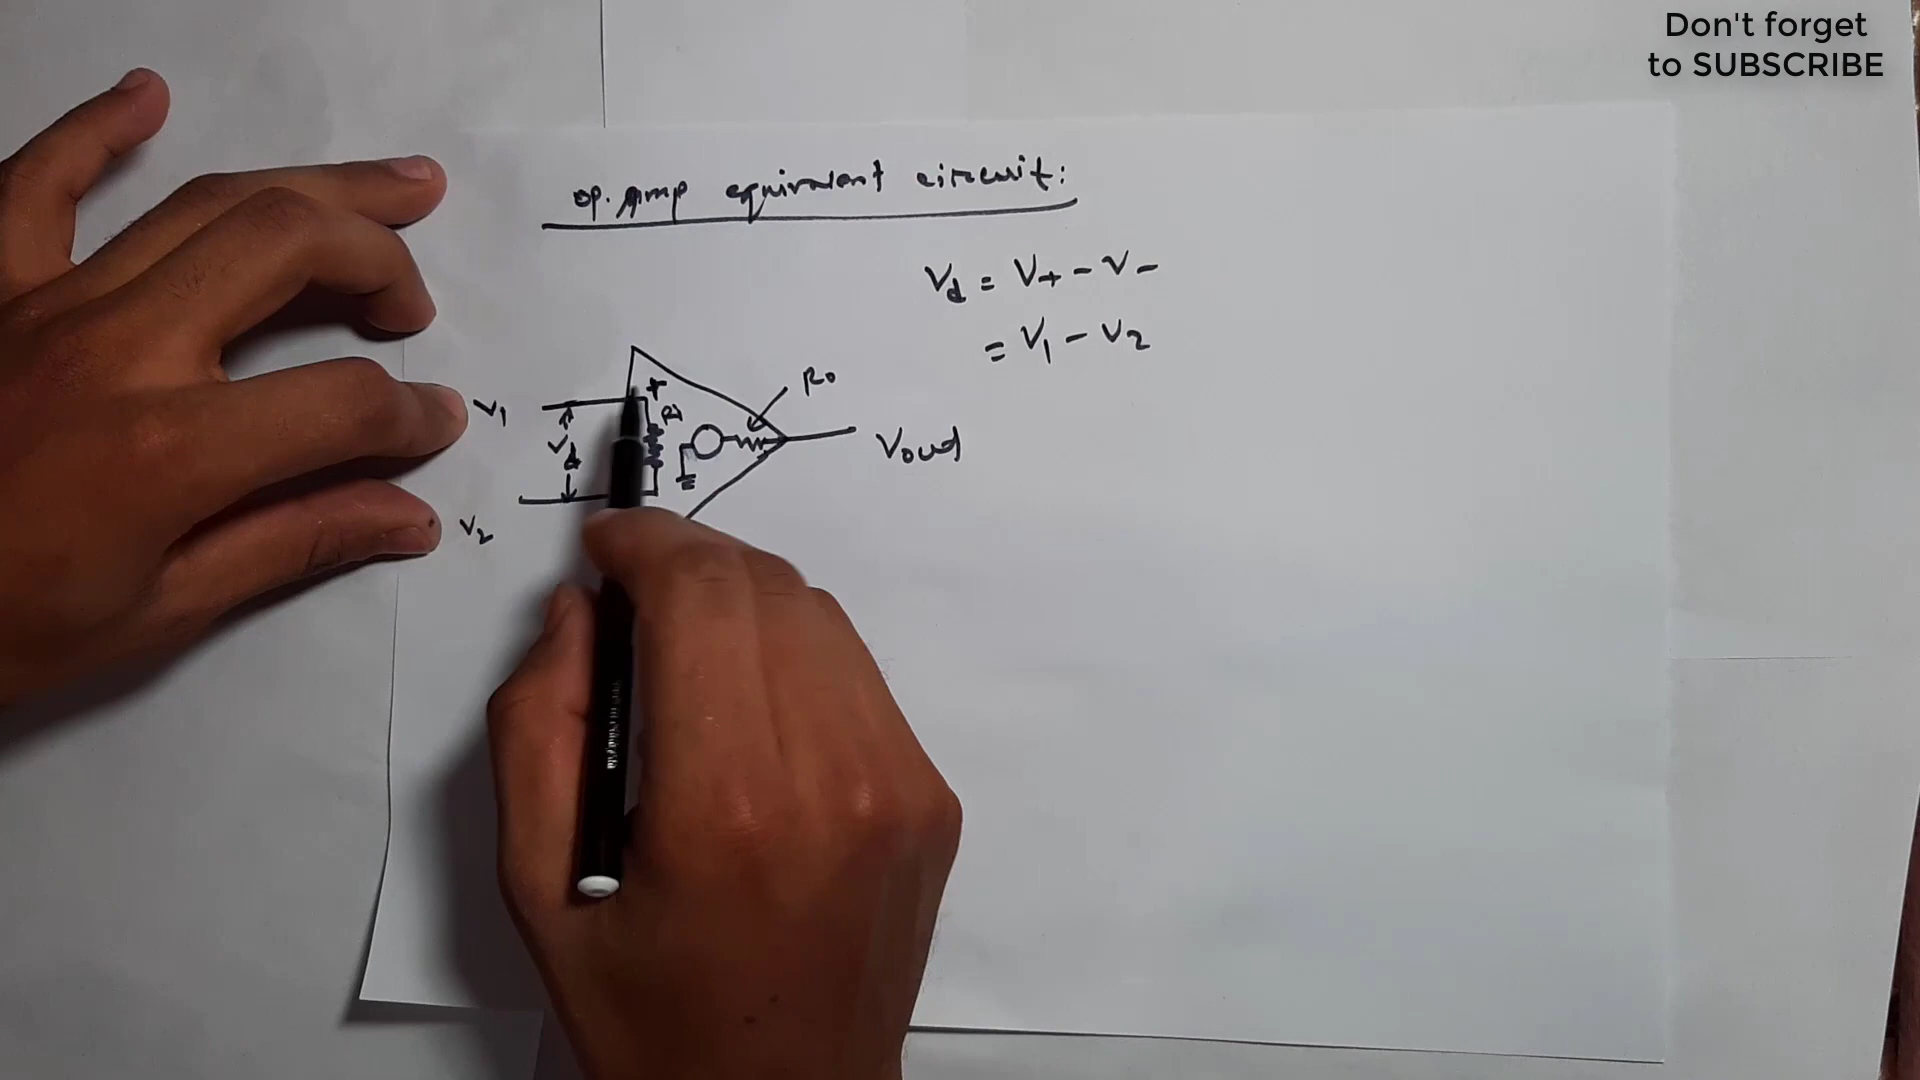 Don't forget
to SUBSCRIBE
op. amp equivalent circuit:
Vd = V+ - V-
= V1 - V2
+
Ro
V1
Ri
Vd
Vout
V2